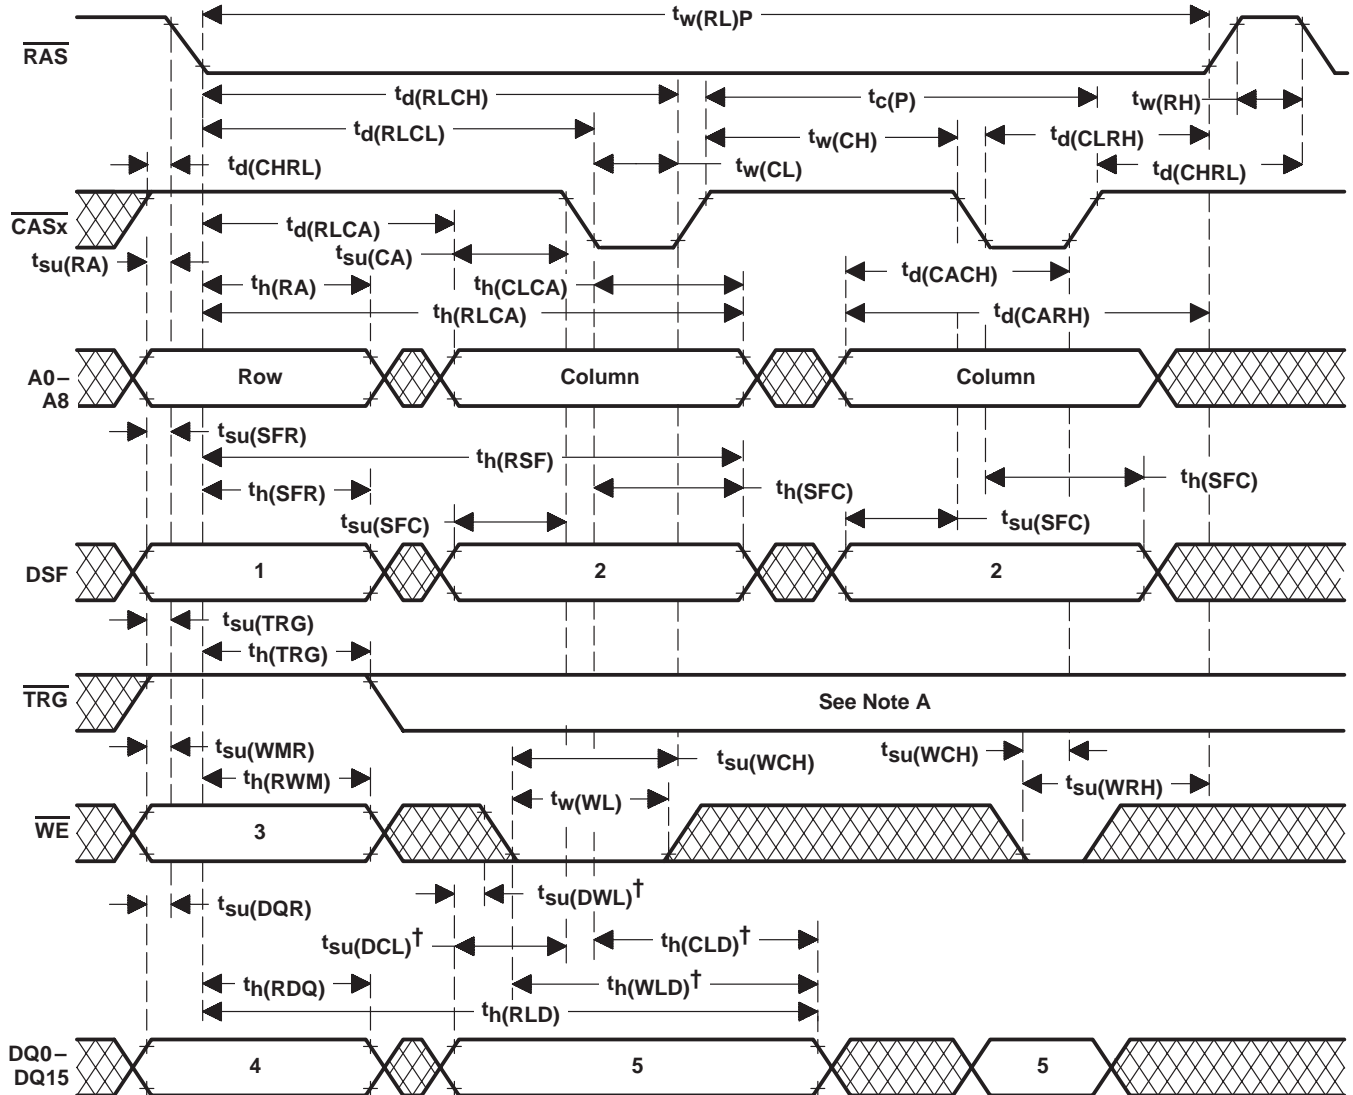 tw(RL)P
RAS
td(RLCH)
tc(P)
tw(RH)
td(RLCL)
tw(CH)
td(CLRH)
td(CHRL)
tw(CL)
td(CHRL)
CASx
td(RLCA)
tsu(RA)
tsu(CA)
td(CACH)
th(RA)
th(CLCA)
th(RLCA)
td(CARH)
A0–
A8
Row
Column
Column
tsu(SFR)
th(RSF)
th(SFR)
th(SFC)
th(SFC)
tsu(SFC)
tsu(SFC)
DSF
1
2
2
tsu(TRG)
th(TRG)
TRG
See Note A
tsu(WMR)
tsu(WCH)
tsu(WCH)
th(RWM)
tw(WL)
tsu(WRH)
WE
3
tsu(DQR)
tsu(DWL)†
tsu(DCL)†
th(CLD)†
th(RDQ)
th(WLD)†
th(RLD)
DQ0–
DQ15
4
5
5